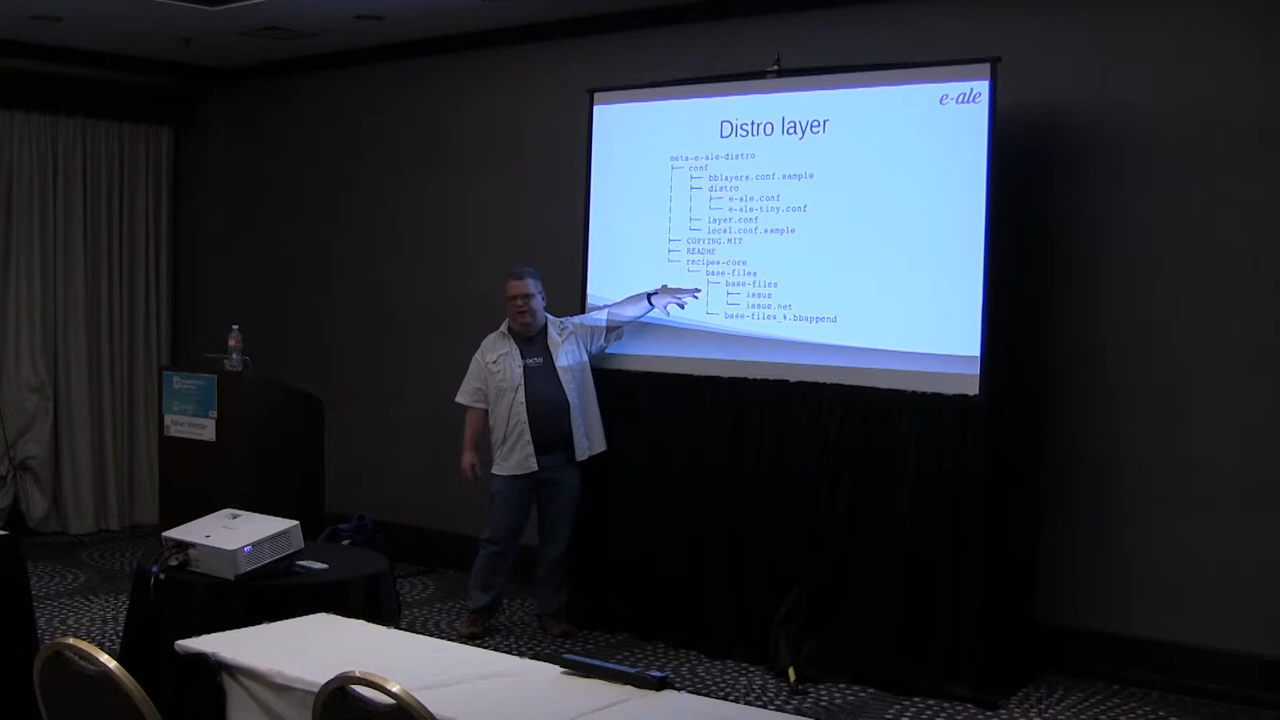 e-ale
Distro layer
meta-e-ale-distro
├── conf
│   ├── bblayers.conf.sample
│   ├── distro
│   │   ├── e-ale.conf
│   │   └── e-ale-tiny.conf
│   ├── layer.conf
│   └── local.conf.sample
├── COPYING.MIT
├── README
└── recipes-core
    └── base-files
        ├── base-files
        │   ├── issue
        │   └── issue.net
        └── base-files_%.bbappend
octo